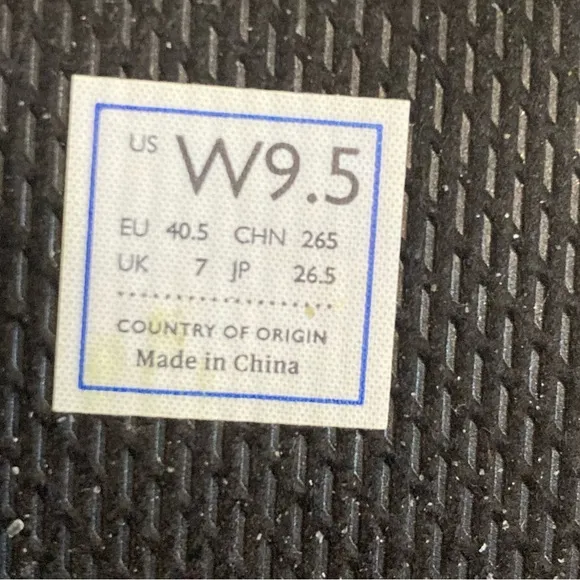 US W9.5
EU 40.5 CHN 265
UK 7 JP 26.5
COUNTRY OF ORIGIN
Made in China